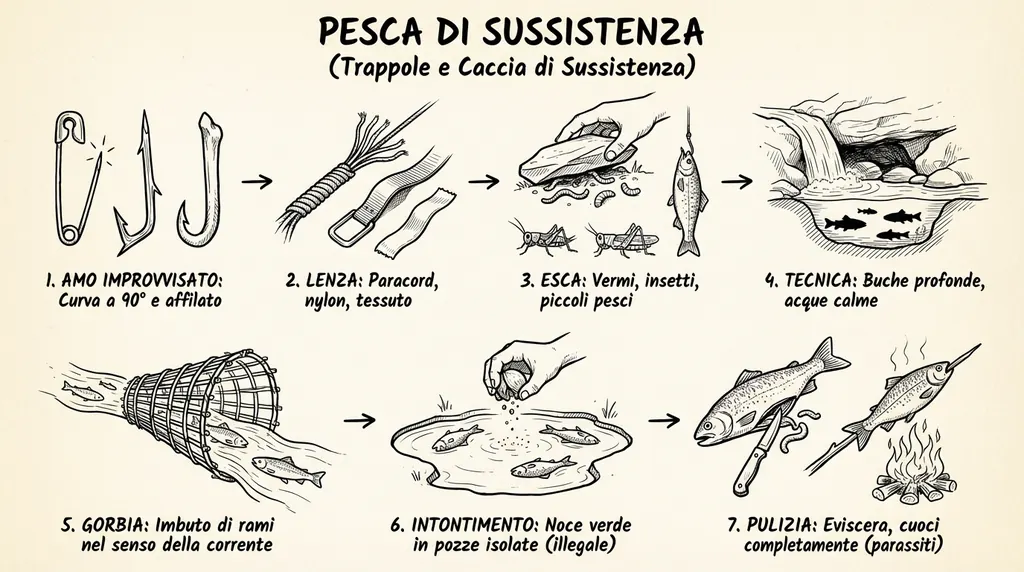 PESCA DI SUSSISTENZA
(Trappole e Caccia di Sussistenza)
1. AMO IMPROVVISATO:
Curva a 90° e affilato
2. LENZA: Paracord,
nylon, tessuto
3. ESCA: Vermi, insetti,
piccoli pesci
4. TECNICA: Buche profonde,
acque calme
5. GORBIA: Imbuto di rami
nel senso della corrente
6. INTONTIMENTO: Noce verde
in pozze isolate (illegale)
7. PULIZIA: Eviscera, cuoci
completamente (parassiti)